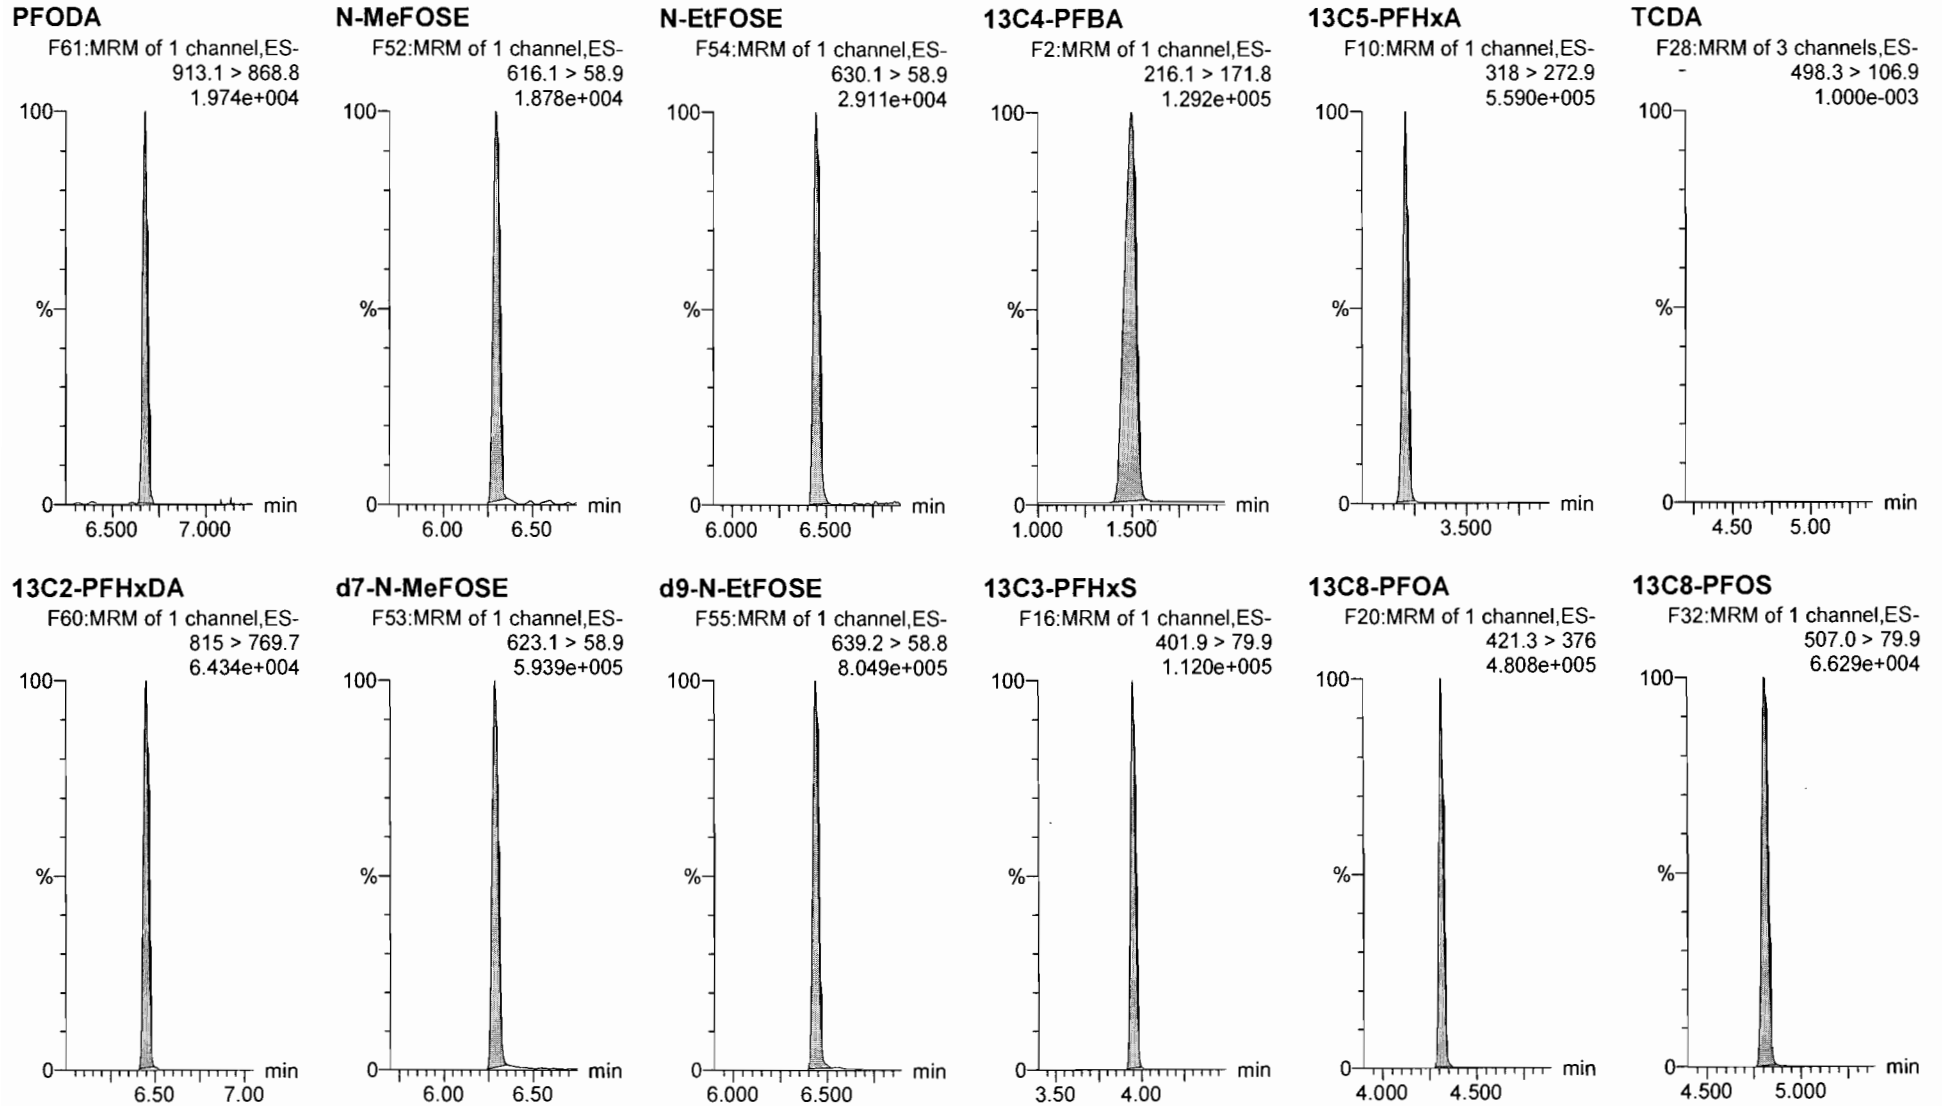 PFODA
F61:MRM of 1 channel,ES-
913.1 > 868.8
1.974e+004
100
%
0
min
6.500 7.000
N-MeFOSE
F52:MRM of 1 channel,ES-
616.1 > 58.9
1.878e+004
100
%
0
min
6.00 6.50
N-EtFOSE
F54:MRM of 1 channel,ES-
630.1 > 58.9
2.911e+004
100
%
0
min
6.000 6.500
13C4-PFBA
F2:MRM of 1 channel,ES-
216.1 > 171.8
1.292e+005
100
%
0
min
1.000 1.500
13C5-PFHxA
F10:MRM of 1 channel,ES-
318 > 272.9
5.590e+005
100
%
0
min
3.500
TCDA
F28:MRM of 3 channels,ES-
498.3 > 106.9
1.000e-003
100
%
0
min
4.50 5.00
13C2-PFHxDA
F60:MRM of 1 channel,ES-
815 > 769.7
6.434e+004
100
%
0
min
6.50 7.00
d7-N-MeFOSE
F53:MRM of 1 channel,ES-
623.1 > 58.9
5.939e+005
100
%
0
min
6.00 6.50
d9-N-EtFOSE
F55:MRM of 1 channel,ES-
639.2 > 58.8
8.049e+005
100
%
0
min
6.000 6.500
13C3-PFHxS
F16:MRM of 1 channel,ES-
401.9 > 79.9
1.120e+005
100
%
0
min
3.50 4.00
13C8-PFOA
F20:MRM of 1 channel,ES-
421.3 > 376
4.808e+005
100
%
0
min
4.000 4.500
13C8-PFOS
F32:MRM of 1 channel,ES-
507.0 > 79.9
6.629e+004
100
%
0
min
4.500 5.000